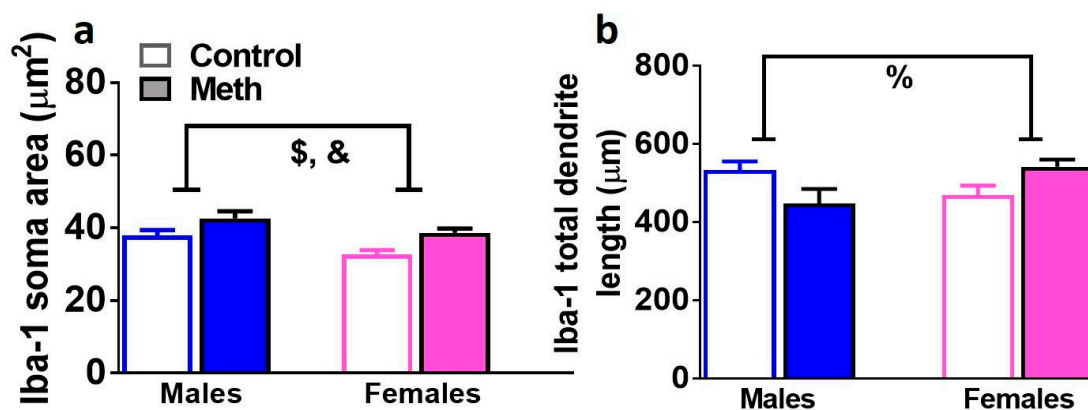 a
Control
Meth
Iba-1 soma area (μm²)
80
60
40
20
0
$, &
Males
Females
b
Iba-1 total dendrite
length (μm)
800
600
400
200
0
%
Males
Females